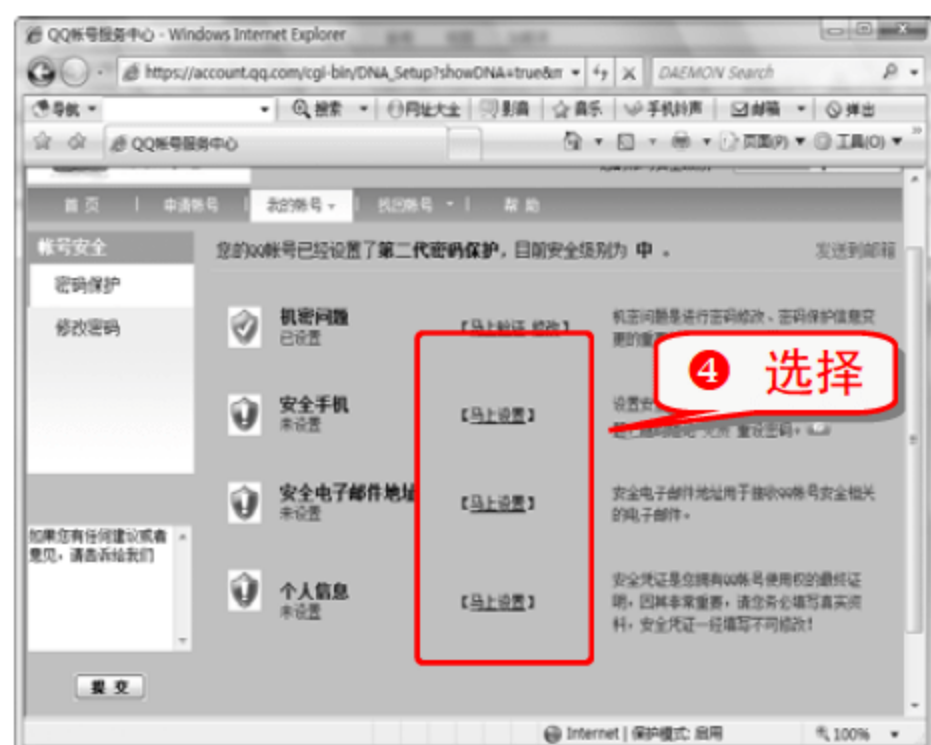 QQ帐号服务中心 - Windows Internet Explorer
https://account.qq.com/cgi-bin/DNA_Setup?showDNA=true&n
DAEMON Search
导航
搜索 网址大全 影音 音乐 手机铃声 邮箱 弹出
QQ帐号服务中心
页面(P) 工具(O)
首页 申请帐号 我的帐号 找回帐号 帮助
帐号安全
密码保护
修改密码
您的QQ帐号已经设置了第二代密码保护，目前安全级别为 中 。
发送到邮箱
机密问题
已设置
【马上验证 修改】
机密问题是进行密码修改、密码保护信息变
更的重
❹ 选择
安全手机
未设置
【马上设置】
设置安
重设密码。
安全电子邮件地址
未设置
【马上设置】
安全电子邮件地址用于接收QQ帐号安全相关
的电子邮件。
个人信息
未设置
【马上设置】
安全凭证是您拥有QQ帐号使用权的最终证
明，因其非常重要，请您务必填写真实资
料，安全凭证一经填写不可修改！
如果您有任何建议或者
意见，请告诉给我们
提 交
Internet | 保护模式: 启用
100%